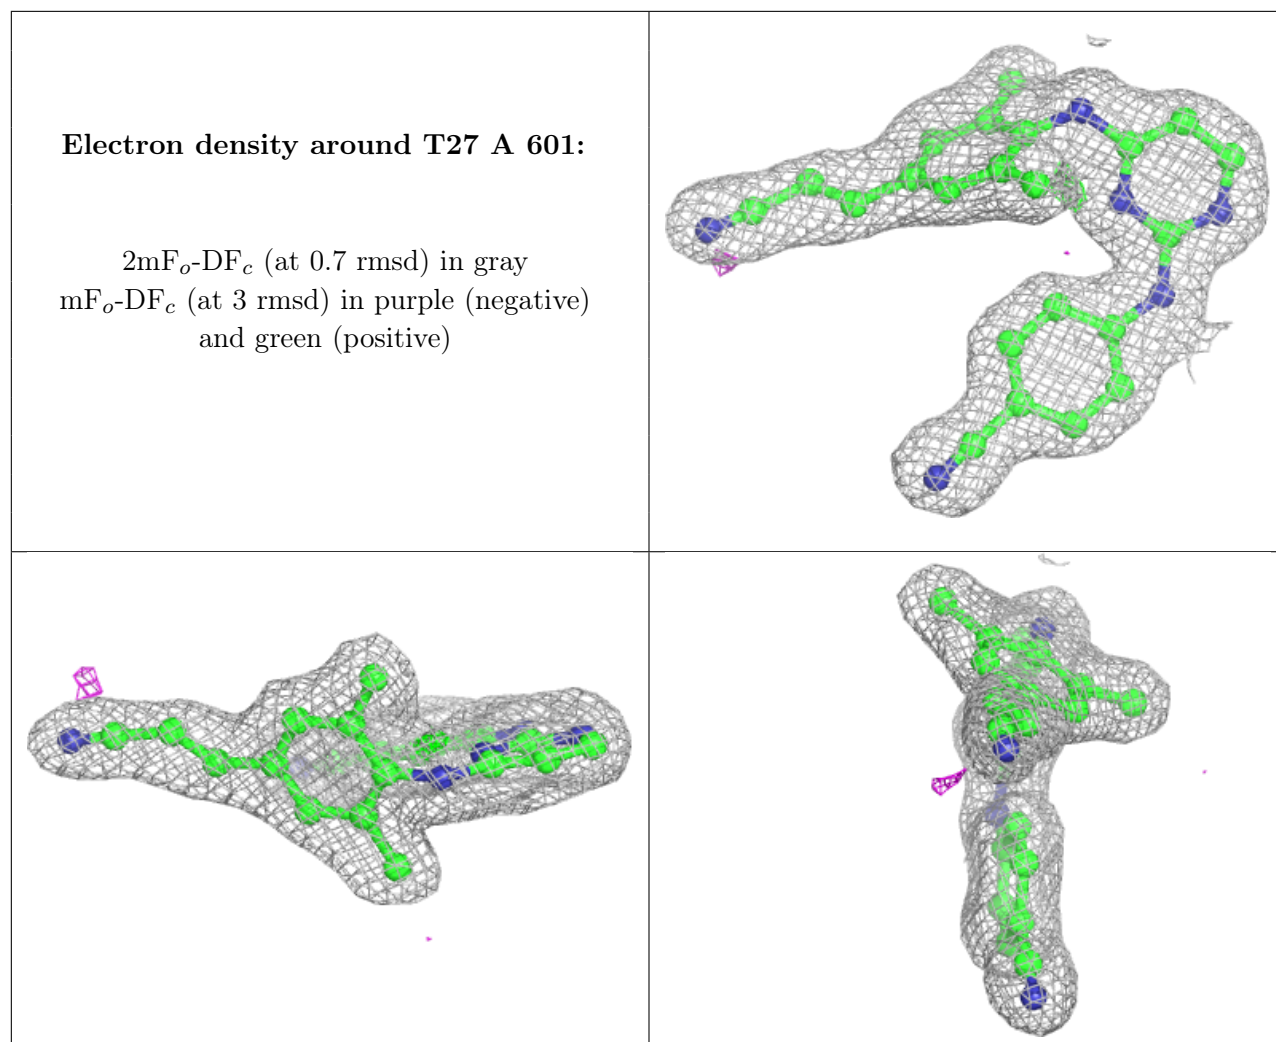 Electron density around T27 A 601:
2mFo-DFc (at 0.7 rmsd) in gray
mFo-DFc (at 3 rmsd) in purple (negative)
and green (positive)